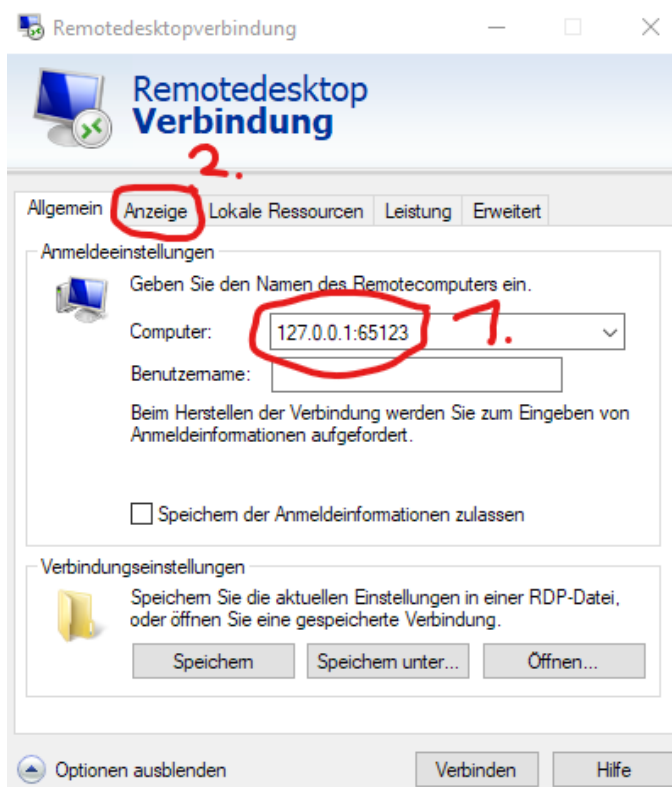 Remotedesktopverbindung
Remotedesktop
Verbindung
2.
Allgemein Anzeige Lokale Ressourcen Leistung Erweitert
Anmeldeeinstellungen
Geben Sie den Namen des Remotecomputers ein.
Computer: 127.0.0.1:65123 1.
Benutzername:
Beim Herstellen der Verbindung werden Sie zum Eingeben von
Anmeldeinformationen aufgefordert.
Speichern der Anmeldeinformationen zulassen
Verbindungseinstellungen
Speichern Sie die aktuellen Einstellungen in einer RDP-Datei,
oder öffnen Sie eine gespeicherte Verbindung.
Speichern Speichern unter... Öffnen...
Optionen ausblenden Verbinden Hilfe